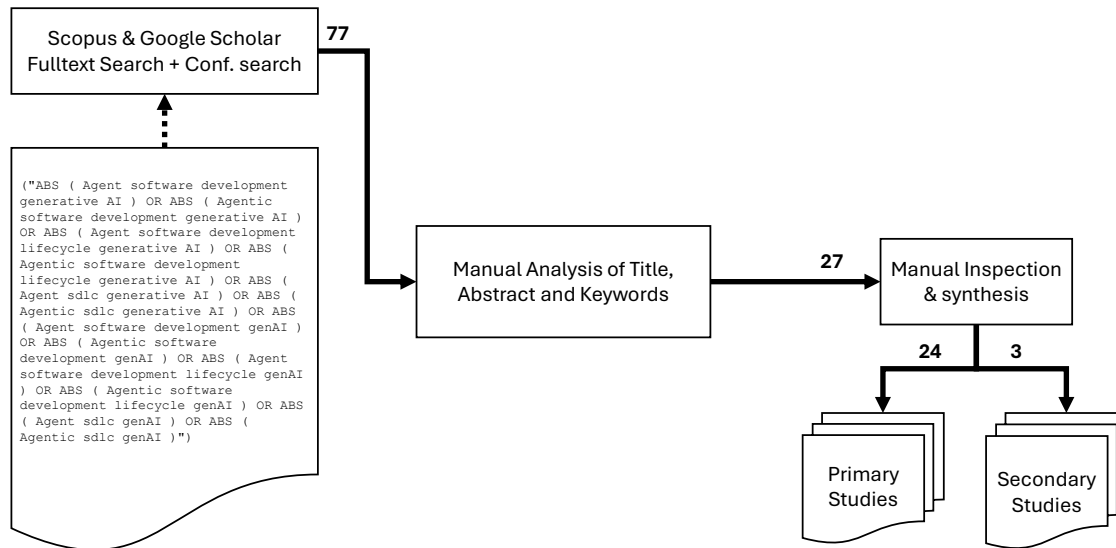 Scopus & Google Scholar
Fulltext Search + Conf. search
77
("ABS ( Agent software development
generative AI ) OR ABS ( Agentic
software development generative AI )
OR ABS ( Agent software development
lifecycle generative AI ) OR ABS (
Agentic software development
lifecycle generative AI ) OR ABS (
Agent sdlc generative AI ) OR ABS (
Agentic sdlc generative AI ) OR ABS
( Agent software development genAI )
OR ABS ( Agentic software
development genAI ) OR ABS ( Agent
software development lifecycle genAI
) OR ABS ( Agentic software
development lifecycle genAI ) OR ABS
( Agent sdlc genAI ) OR ABS (
Agentic sdlc genAI )")
Manual Analysis of Title,
Abstract and Keywords
27
Manual Inspection
& synthesis
24
3
Primary
Studies
Secondary
Studies